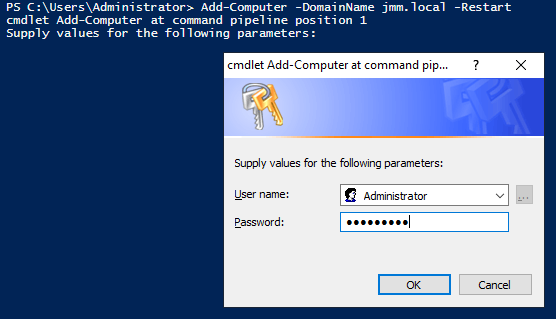 PS C:\Users\Administrator> Add-Computer -DomainName jmm.local -Restart
cmdlet Add-Computer at command pipeline position 1
Supply values for the following parameters:
cmdlet Add-Computer at command pip...
?
Supply values for the following parameters:
User name:
Administrator
...
Password:
●●●●●●●●●
OK
Cancel